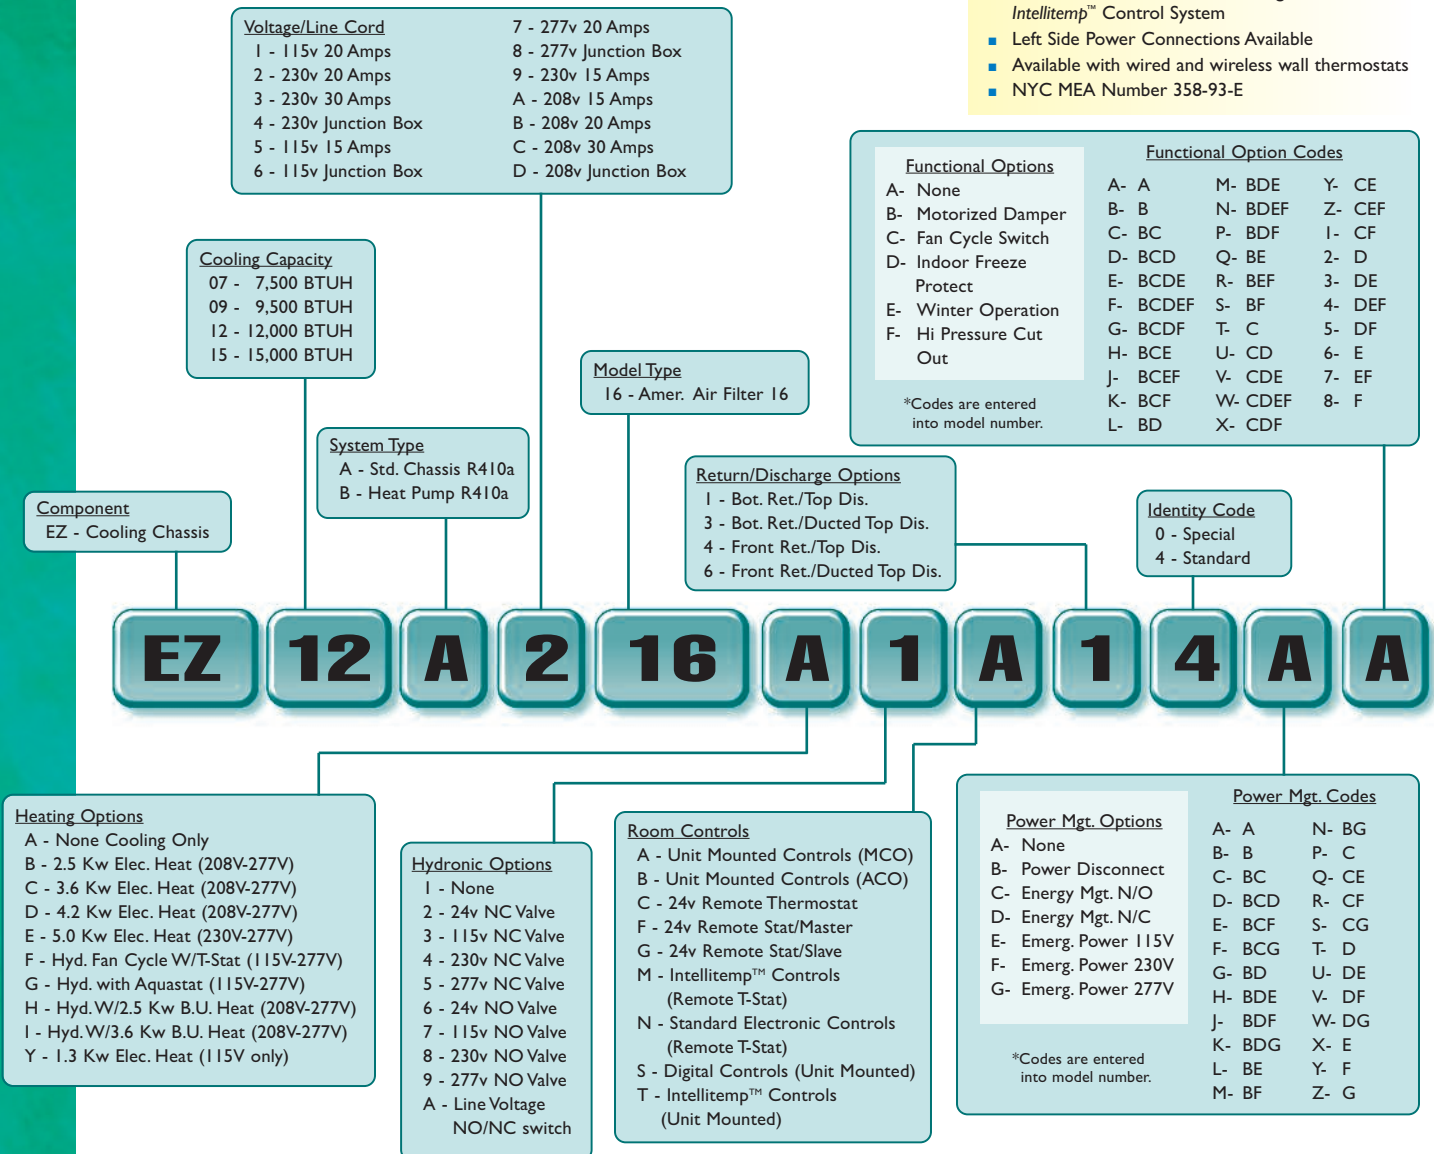 Intellitemp™ Control System
Left Side Power Connections Available
Available with wired and wireless wall thermostats
NYC MEA Number 358-93-E
Voltage/Line Cord
1 - 115v 20 Amps
2 - 230v 20 Amps
3 - 230v 30 Amps
4 - 230v Junction Box
5 - 115v 15 Amps
6 - 115v Junction Box
7 - 277v 20 Amps
8 - 277v Junction Box
9 - 230v 15 Amps
A - 208v 15 Amps
B - 208v 20 Amps
C - 208v 30 Amps
D - 208v Junction Box
Cooling Capacity
07 - 7,500 BTUH
09 - 9,500 BTUH
12 - 12,000 BTUH
15 - 15,000 BTUH
Functional Options
A- None
B- Motorized Damper
C- Fan Cycle Switch
D- Indoor Freeze
Protect
E- Winter Operation
F- Hi Pressure Cut
Out
*Codes are entered
into model number.
Functional Option Codes
A- A
B- B
C- BC
D- BCD
E- BCDE
F- BCDEF
G- BCDF
H- BCE
J- BCEF
K- BCF
L- BD
M- BDE
N- BDEF
P- BDF
Q- BE
R- BEF
S- BF
T- C
U- CD
V- CDE
W- CDEF
X- CDF
Y- CE
Z- CEF
1- CF
2- D
3- DE
4- DEF
5- DF
6- E
7- EF
8- F
Model Type
16 - Amer. Air Filter 16
System Type
A - Std. Chassis R410a
B - Heat Pump R410a
Return/Discharge Options
1 - Bot. Ret./Top Dis.
3 - Bot. Ret./Ducted Top Dis.
4 - Front Ret./Top Dis.
6 - Front Ret./Ducted Top Dis.
Component
EZ - Cooling Chassis
Identity Code
0 - Special
4 - Standard
EZ 12 A 2 16 A 1 A 1 4 A A
Heating Options
A - None Cooling Only
B - 2.5 Kw Elec. Heat (208V-277V)
C - 3.6 Kw Elec. Heat (208V-277V)
D - 4.2 Kw Elec. Heat (208V-277V)
E - 5.0 Kw Elec. Heat (230V-277V)
F - Hyd. Fan Cycle W/T-Stat (115V-277V)
G - Hyd. with Aquastat (115V-277V)
H - Hyd. W/2.5 Kw B.U. Heat (208V-277V)
I - Hyd. W/3.6 Kw B.U. Heat (208V-277V)
Y - 1.3 Kw Elec. Heat (115V only)
Hydronic Options
1 - None
2 - 24v NC Valve
3 - 115v NC Valve
4 - 230v NC Valve
5 - 277v NC Valve
6 - 24v NO Valve
7 - 115v NO Valve
8 - 230v NO Valve
9 - 277v NO Valve
A - Line Voltage
NO/NC switch
Room Controls
A - Unit Mounted Controls (MCO)
B - Unit Mounted Controls (ACO)
C - 24v Remote Thermostat
F - 24v Remote Stat/Master
G - 24v Remote Stat/Slave
M - Intellitemp™ Controls
(Remote T-Stat)
N - Standard Electronic Controls
(Remote T-Stat)
S - Digital Controls (Unit Mounted)
T - Intellitemp™ Controls
(Unit Mounted)
Power Mgt. Options
A- None
B- Power Disconnect
C- Energy Mgt. N/O
D- Energy Mgt. N/C
E- Emerg. Power 115V
F- Emerg. Power 230V
G- Emerg. Power 277V
*Codes are entered
into model number.
Power Mgt. Codes
A- A
B- B
C- BC
D- BCD
E- BCF
F- BCG
G- BD
H- BDE
J- BDF
K- BDG
L- BE
M- BF
N- BG
P- C
Q- CE
R- CF
S- CG
T- D
U- DE
V- DF
W- DG
X- E
Y- F
Z- G